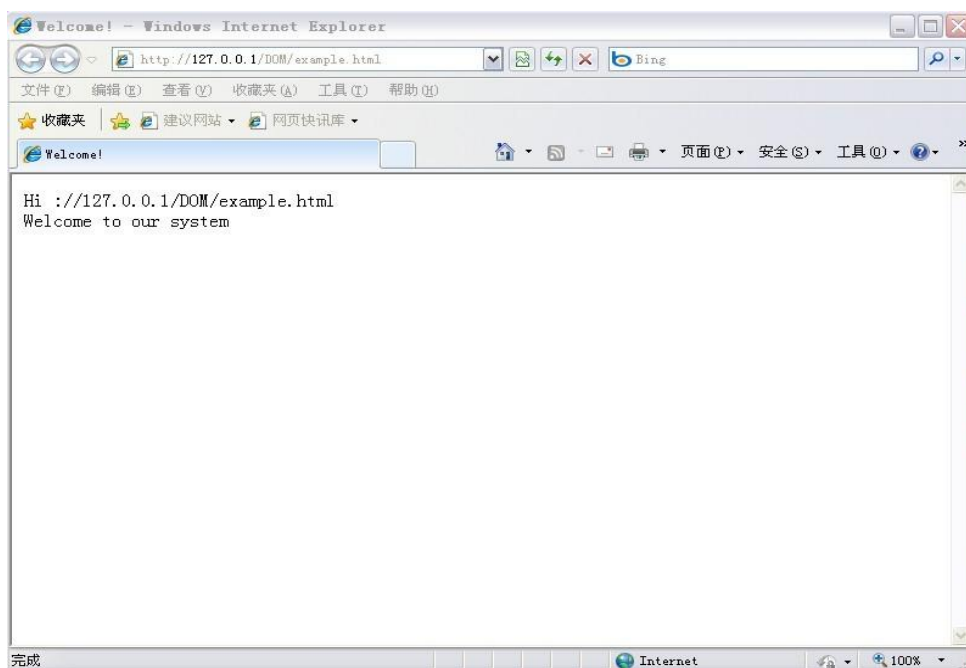 Welcome! - Windows Internet Explorer
http://127.0.0.1/DOM/example.html
Bing
文件(F) 编辑(E) 查看(V) 收藏夹(A) 工具(T) 帮助(H)
收藏夹 建议网站 网页快讯库
Welcome!
页面(P) 安全(S) 工具(O) »
Hi ://127.0.0.1/DOM/example.html
Welcome to our system
完成 Internet 100%